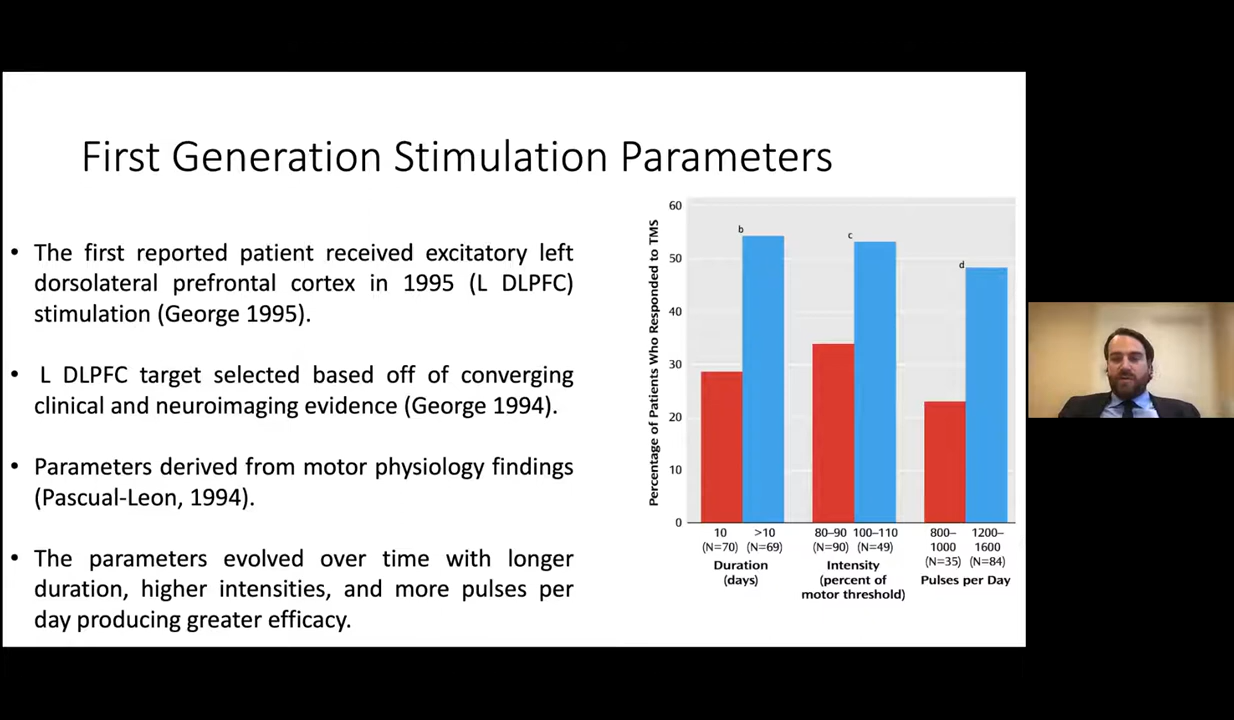 First Generation Stimulation Parameters
• The first reported patient received excitatory left
dorsolateral prefrontal cortex in 1995 (L DLPFC)
stimulation (George 1995).
• L DLPFC target selected based off of converging
clinical and neuroimaging evidence (George 1994).
• Parameters derived from motor physiology findings
(Pascual-Leon, 1994).
• The parameters evolved over time with longer
duration, higher intensities, and more pulses per
day producing greater efficacy.
Percentage of Patients Who Responded to TMS
60
50
40
30
20
10
0
b
c
d
10 >10 80–90 100–110 800– 1200–
(N=70) (N=69) (N=90) (N=49) 1000 1600
(N=35) (N=84)
Duration Intensity Pulses per Day
(days) (percent of
motor threshold)